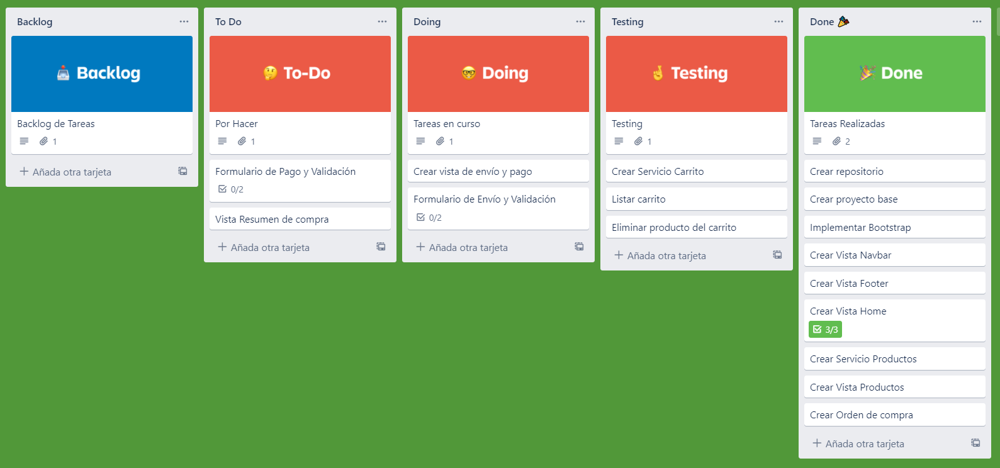 Backlog
Backlog
Backlog de Tareas
1
Añada otra tarjeta
To Do
To-Do
Por Hacer
1
Formulario de Pago y Validación
0/2
Vista Resumen de compra
Añada otra tarjeta
Doing
Doing
Tareas en curso
1
Crear vista de envío y pago
Formulario de Envío y Validación
0/2
Añada otra tarjeta
Testing
Testing
Testing
1
Crear Servicio Carrito
Listar carrito
Eliminar producto del carrito
Añada otra tarjeta
Done
Done
Tareas Realizadas
2
Crear repositorio
Crear proyecto base
Implementar Bootstrap
Crear Vista Navbar
Crear Vista Footer
Crear Vista Home
3/3
Crear Servicio Productos
Crear Vista Productos
Crear Orden de compra
Añada otra tarjeta